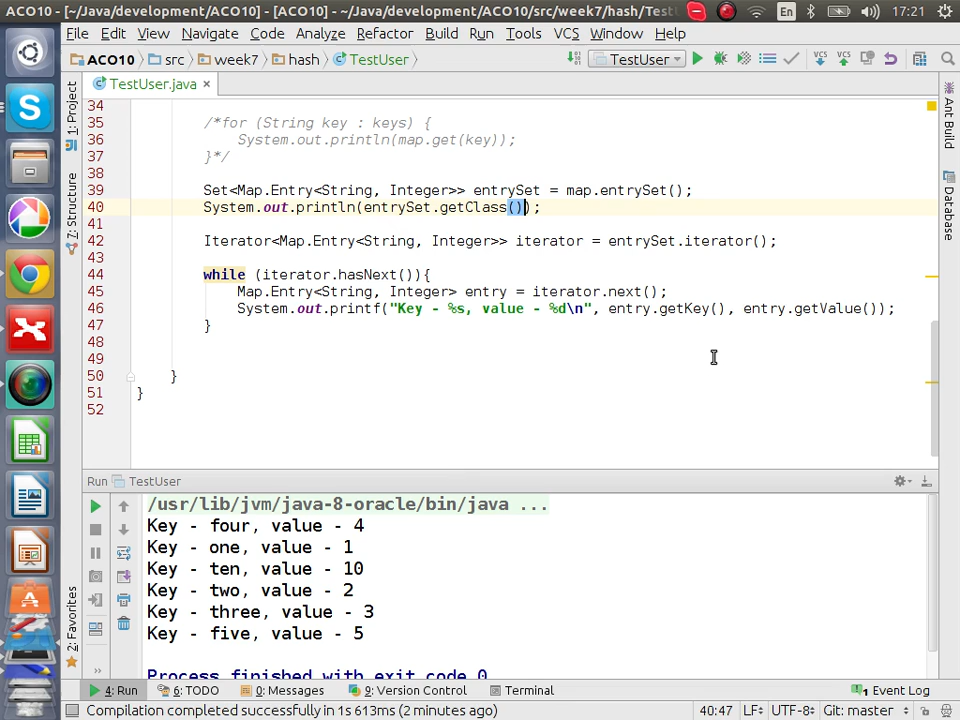 ACO10 - [~/Java/development/ACO10] - [ACO10] - ~/Java/development/ACO10/src/week7/hash/TestU
En
17:21
File Edit View Navigate Code Analyze Refactor Build Run Tools VCS Window Help
ACO10 src week7 hash TestUser
TestUser
VCS VCS
TestUser.java
1: Project
7: Structure
2: Favorites
Ant Build
Database
34
35 /*for (String key : keys) {
36 System.out.println(map.get(key));
37 }*/
38
39 Set<Map.Entry<String, Integer>> entrySet = map.entrySet();
40 System.out.println(entrySet.getClass());
41
42 Iterator<Map.Entry<String, Integer>> iterator = entrySet.iterator();
43
44 while (iterator.hasNext()){
45 Map.Entry<String, Integer> entry = iterator.next();
46 System.out.printf("Key - %s, value - %d\n", entry.getKey(), entry.getValue());
47 }
48
49
50 }
51 }
52
Run TestUser
/usr/lib/jvm/java-8-oracle/bin/java ...
Key - four, value - 4
Key - one, value - 1
Key - ten, value - 10
Key - two, value - 2
Key - three, value - 3
Key - five, value - 5
Process finished with exit code 0
4: Run 6: TODO 0: Messages 9: Version Control Terminal 1 Event Log
Compilation completed successfully in 1s 613ms (2 minutes ago) 40:47 LF UTF-8 Git: master